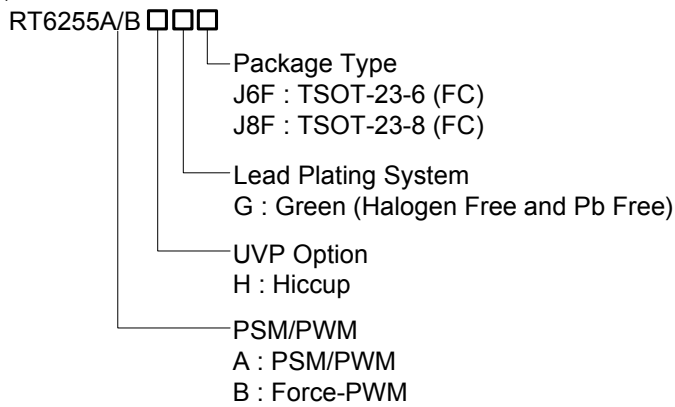 RT6255A/B
Package Type
J6F : TSOT-23-6 (FC)
J8F : TSOT-23-8 (FC)
Lead Plating System
G : Green (Halogen Free and Pb Free)
UVP Option
H : Hiccup
PSM/PWM
A : PSM/PWM
B : Force-PWM